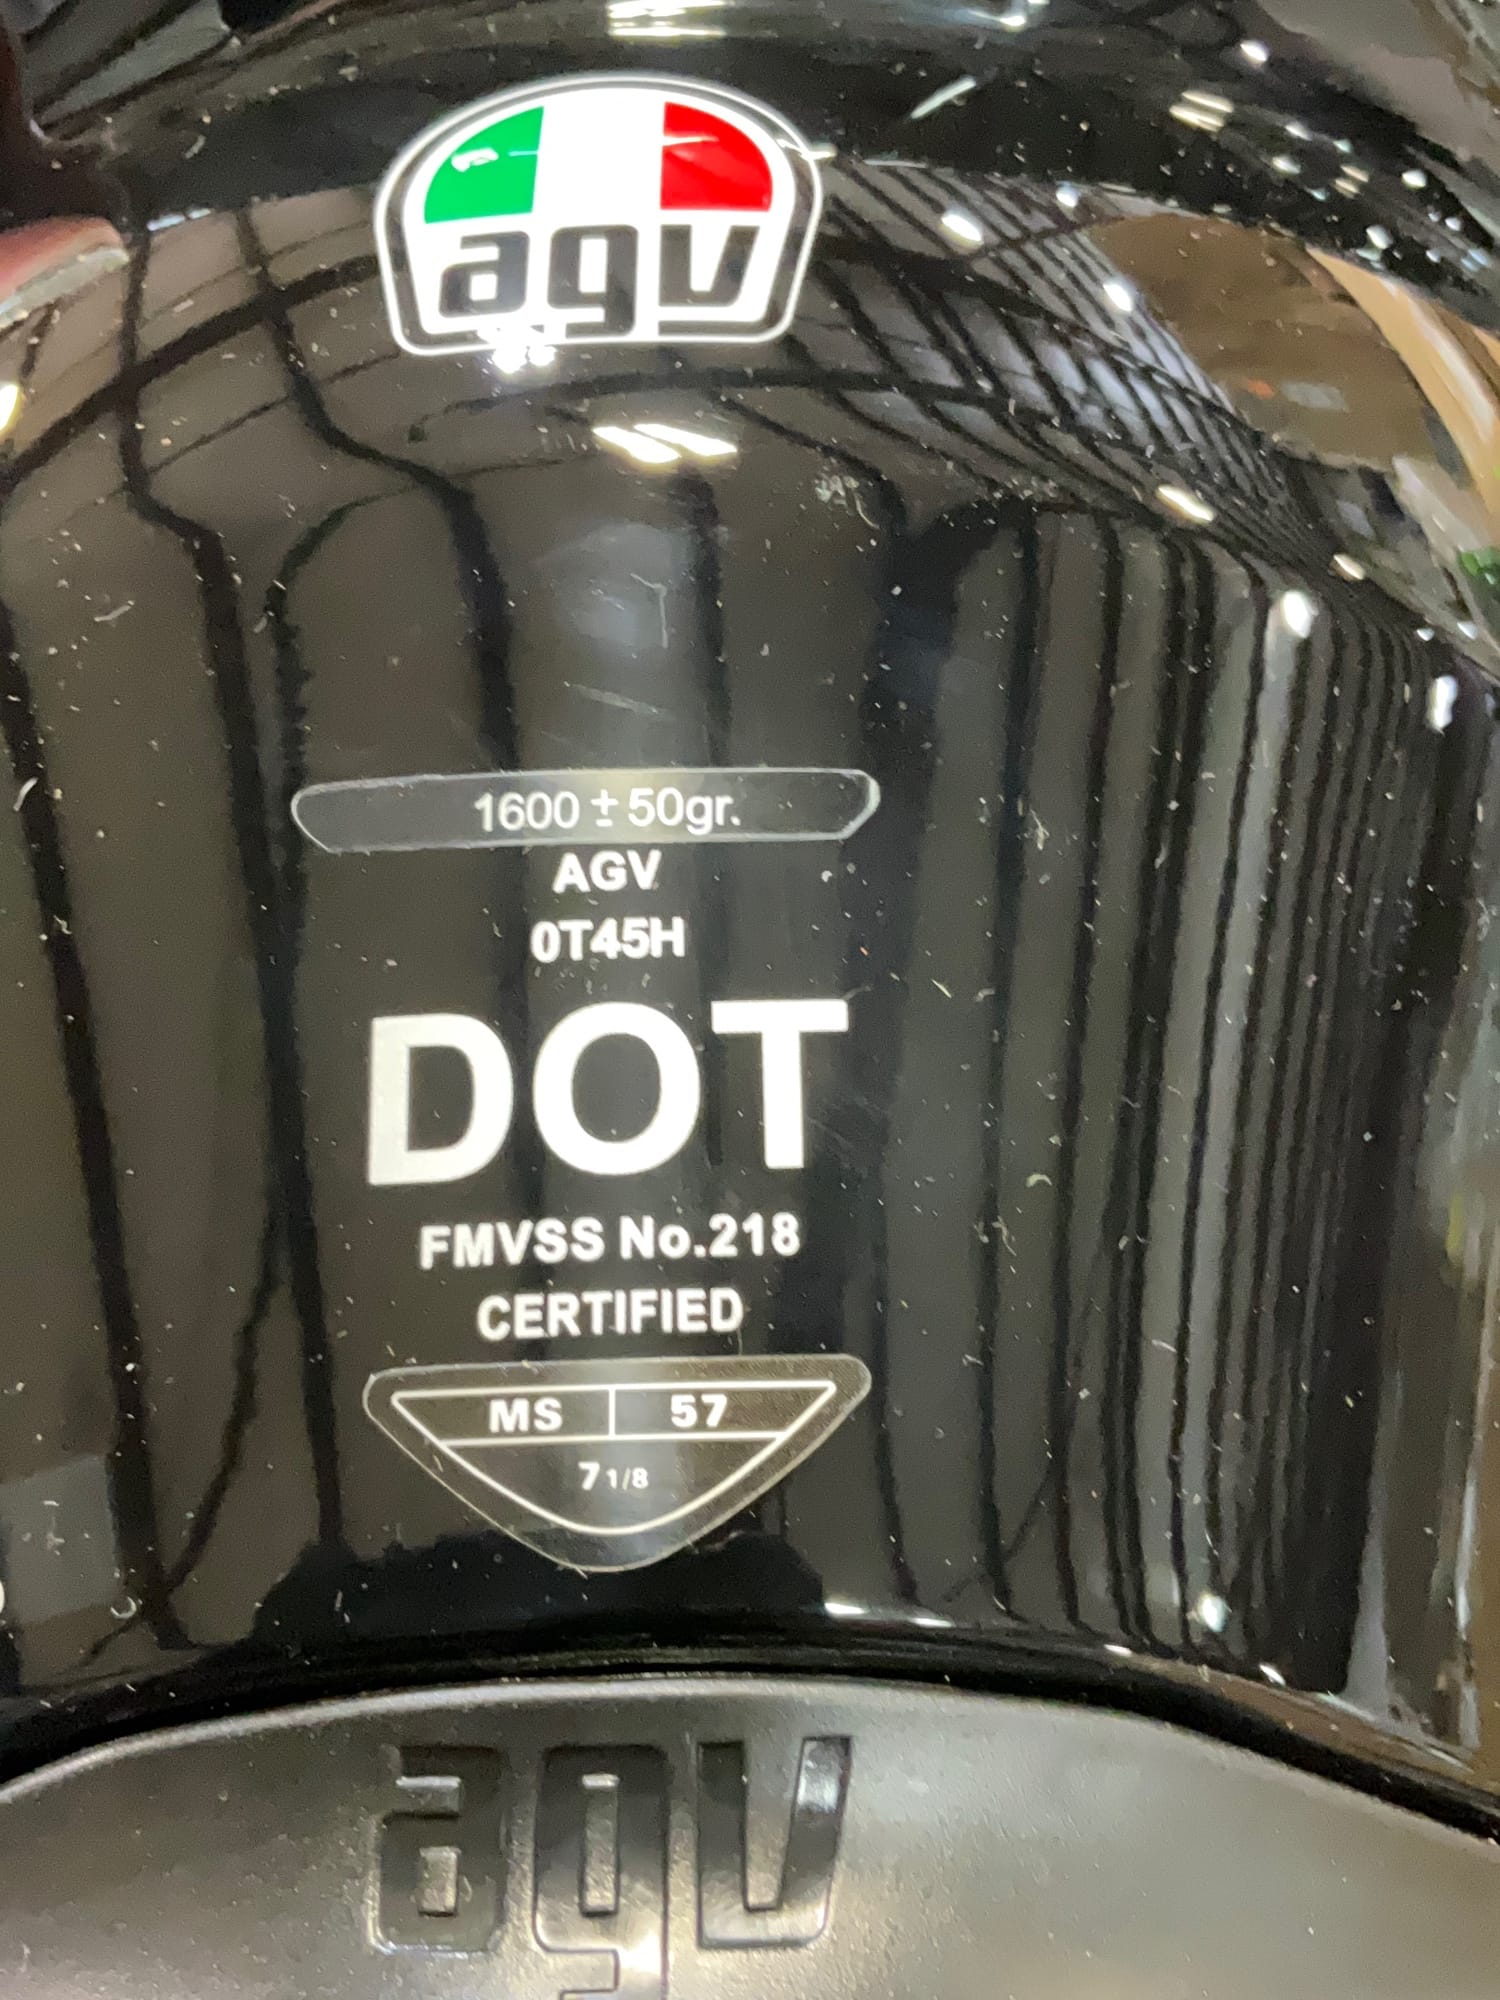 agv
1600 ± 50gr.
AGV
0T45H
DOT
FMVSS No.218
CERTIFIED
MS 57
7 1/8
agv